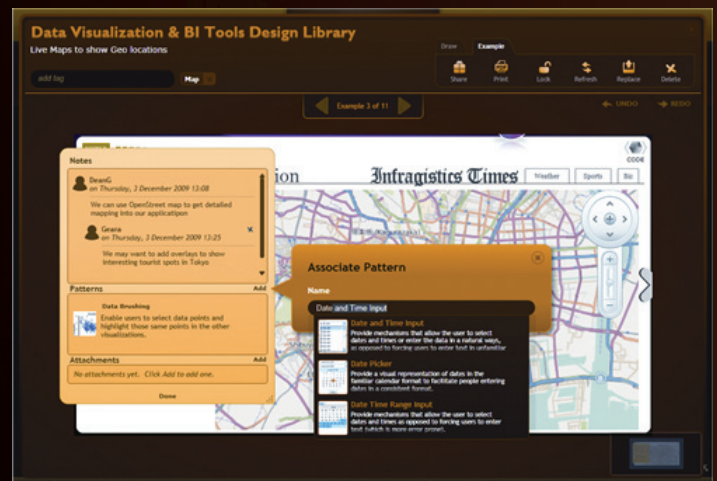 Data Visualization & BI Tools Design Library
Live Maps to show Geo locations
Draw
Example
add tag
Map
Share
Print
Lock
Refresh
Replace
Delete
Example 3 of 11
UNDO
REDO
CODE
ion
Infragistics Times
Weather
Sports
Biz
Notes
DeanG
on Thursday, 3 December 2009 13:08
We can use OpenStreet map to get detailed
mapping into our applicatipon
Geara
on Thursday, 3 December 2009 13:25
We may want to add overlays to show
interesting tourist spots in Tokyo
Patterns
Add
Data Brushing
Enable users to select data points and
highlight those same points in the other
visualizations.
Attachments
Add
No attachments yet. Click Add to add one.
Done
Associate Pattern
Name
Date and Time Input
Date and Time Input
Provide mechanisms that allow the user to select
dates and times or enter the data in a natural ways,
as opposed to forcing users to enter text in unfamiliar
Date Picker
Provide a visual representation of dates in the
familiar calendar format to facilitate people entering
dates in a consistent format.
Date Time Range Input
Provide mechanisms that allow the user to select
dates and times as opposed to forcing users to enter
text (which is more error prone).